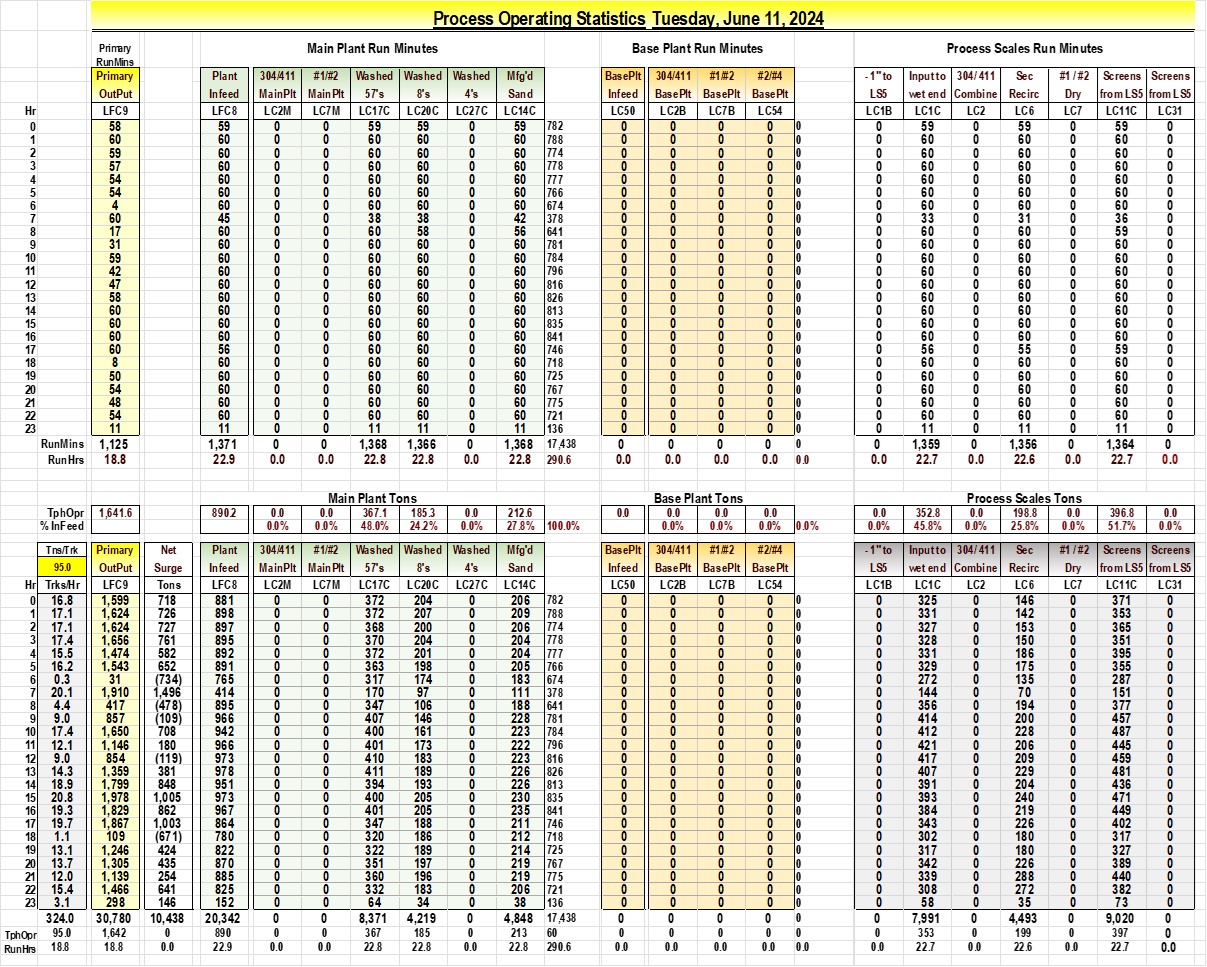 Process Operating Statistics Tuesday, June 11, 2024
Primary Main Plant Run Minutes Base Plant Run Minutes Process Scales Run Minutes
RunMins
Primary Plant 304/411 #1/#2 Washed Washed Washed Mfg'd BasePlt 304/411 #1/#2 #2/#4 - 1" to Input to 304/ 411 Sec #1 / #2 Screens Screens
OutPut Infeed MainPlt MainPlt 57's 8's 4's Sand Infeed BasePlt BasePlt BasePlt LS5 wet end Combine Recirc Dry from LS5 from LS5
Hr LFC9 LFC8 LC2M LC7M LC17C LC20C LC27C LC14C LC50 LC2B LC7B LC54 LC1B LC1C LC2 LC6 LC7 LC11C LC31
0 58 59 0 0 59 59 0 59 782 0 0 0 0 0 0 59 0 59 0 59 0
1 60 60 0 0 60 60 0 60 788 0 0 0 0 0 0 60 0 60 0 60 0
2 59 60 0 0 60 60 0 60 774 0 0 0 0 0 0 60 0 60 0 60 0
3 57 60 0 0 60 60 0 60 778 0 0 0 0 0 0 60 0 60 0 60 0
4 54 60 0 0 60 60 0 60 777 0 0 0 0 0 0 60 0 60 0 60 0
5 54 60 0 0 60 60 0 60 766 0 0 0 0 0 0 60 0 60 0 60 0
6 4 60 0 0 60 60 0 60 674 0 0 0 0 0 0 60 0 60 0 60 0
7 60 45 0 0 38 38 0 42 378 0 0 0 0 0 0 33 0 31 0 36 0
8 17 60 0 0 60 58 0 56 641 0 0 0 0 0 0 60 0 60 0 59 0
9 31 60 0 0 60 60 0 60 781 0 0 0 0 0 0 60 0 60 0 60 0
10 59 60 0 0 60 60 0 60 784 0 0 0 0 0 0 60 0 60 0 60 0
11 42 60 0 0 60 60 0 60 796 0 0 0 0 0 0 60 0 60 0 60 0
12 47 60 0 0 60 60 0 60 816 0 0 0 0 0 0 60 0 60 0 60 0
13 58 60 0 0 60 60 0 60 826 0 0 0 0 0 0 60 0 60 0 60 0
14 60 60 0 0 60 60 0 60 813 0 0 0 0 0 0 60 0 60 0 60 0
15 60 60 0 0 60 60 0 60 835 0 0 0 0 0 0 60 0 60 0 60 0
16 60 60 0 0 60 60 0 60 841 0 0 0 0 0 0 60 0 60 0 60 0
17 60 56 0 0 60 60 0 60 746 0 0 0 0 0 0 56 0 55 0 59 0
18 8 60 0 0 60 60 0 60 718 0 0 0 0 0 0 60 0 60 0 60 0
19 50 60 0 0 60 60 0 60 725 0 0 0 0 0 0 60 0 60 0 60 0
20 54 60 0 0 60 60 0 60 767 0 0 0 0 0 0 60 0 60 0 60 0
21 48 60 0 0 60 60 0 60 775 0 0 0 0 0 0 60 0 60 0 60 0
22 54 60 0 0 60 60 0 60 721 0 0 0 0 0 0 60 0 60 0 60 0
23 11 11 0 0 11 11 0 11 136 0 0 0 0 0 0 11 0 11 0 11 0
RunMins 1,125 1,371 0 0 1,368 1,366 0 1,368 17,438 0 0 0 0 0 0 1,359 0 1,356 0 1,364 0
Run Hrs 18.8 22.9 0.0 0.0 22.8 22.8 0.0 22.8 290.6 0.0 0.0 0.0 0.0 0.0 0.0 22.7 0.0 22.6 0.0 22.7 0.0
Main Plant Tons Base Plant Tons Process Scales Tons
TphOpr 1,641.6 890.2 0.0 0.0 367.1 185.3 0.0 212.6 0.0 0.0 0.0 0.0 0.0 352.8 0.0 198.8 0.0 396.8 0.0
% InFeed 0.0% 0.0% 48.0% 24.2% 0.0% 27.8% 100.0% 0.0% 0.0% 0.0% 0.0% 0.0% 45.8% 0.0% 25.8% 0.0% 51.7% 0.0%
Tns/Trk Primary Net Plant 304/411 #1/#2 Washed Washed Washed Mfg'd BasePlt 304/411 #1/#2 #2/#4 - 1" to Input to 304/ 411 Sec #1 / #2 Screens Screens
95.0 OutPut Surge Infeed MainPlt MainPlt 57's 8's 4's Sand Infeed BasePlt BasePlt BasePlt LS5 wet end Combine Recirc Dry from LS5 from LS5
Hr Trks/Hr LFC9 Tons LFC8 LC2M LC7M LC17C LC20C LC27C LC14C LC50 LC2B LC7B LC54 LC1B LC1C LC2 LC6 LC7 LC11C LC31
0 16.8 1,599 718 881 0 0 372 204 0 206 782 0 0 0 0 0 0 325 0 146 0 371 0
1 17.1 1,624 726 898 0 0 372 207 0 209 788 0 0 0 0 0 0 331 0 142 0 353 0
2 17.1 1,624 727 897 0 0 368 200 0 206 774 0 0 0 0 0 0 327 0 153 0 365 0
3 17.4 1,656 761 895 0 0 370 204 0 204 778 0 0 0 0 0 0 328 0 150 0 351 0
4 15.5 1,474 582 892 0 0 372 201 0 204 777 0 0 0 0 0 0 331 0 186 0 395 0
5 16.2 1,543 652 891 0 0 363 198 0 205 766 0 0 0 0 0 0 329 0 175 0 355 0
6 0.3 31 (734) 765 0 0 317 174 0 183 674 0 0 0 0 0 0 272 0 135 0 287 0
7 20.1 1,910 1,496 414 0 0 170 97 0 111 378 0 0 0 0 0 0 144 0 70 0 151 0
8 4.4 417 (478) 895 0 0 347 106 0 188 641 0 0 0 0 0 0 356 0 194 0 377 0
9 9.0 857 (109) 966 0 0 407 146 0 228 781 0 0 0 0 0 0 414 0 200 0 457 0
10 17.4 1,650 708 942 0 0 400 161 0 223 784 0 0 0 0 0 0 412 0 228 0 487 0
11 12.1 1,146 180 966 0 0 401 173 0 222 796 0 0 0 0 0 0 421 0 206 0 445 0
12 9.0 854 (119) 973 0 0 410 183 0 223 816 0 0 0 0 0 0 417 0 209 0 459 0
13 14.3 1,359 381 978 0 0 411 189 0 226 826 0 0 0 0 0 0 407 0 229 0 481 0
14 18.9 1,799 848 951 0 0 394 193 0 226 813 0 0 0 0 0 0 391 0 204 0 436 0
15 20.8 1,978 1,005 973 0 0 400 205 0 230 835 0 0 0 0 0 0 393 0 240 0 471 0
16 19.3 1,829 862 967 0 0 401 205 0 235 841 0 0 0 0 0 0 384 0 219 0 449 0
17 19.7 1,867 1,003 864 0 0 347 188 0 211 746 0 0 0 0 0 0 343 0 226 0 402 0
18 1.1 109 (671) 780 0 0 320 186 0 212 718 0 0 0 0 0 0 302 0 180 0 317 0
19 13.1 1,246 424 822 0 0 322 189 0 214 725 0 0 0 0 0 0 317 0 180 0 327 0
20 13.7 1,305 435 870 0 0 351 197 0 219 767 0 0 0 0 0 0 342 0 226 0 389 0
21 12.0 1,139 254 885 0 0 360 196 0 219 775 0 0 0 0 0 0 339 0 288 0 440 0
22 15.4 1,466 641 825 0 0 332 183 0 206 721 0 0 0 0 0 0 308 0 272 0 382 0
23 3.1 298 146 152 0 0 64 34 0 38 136 0 0 0 0 0 0 58 0 35 0 73 0
324.0 30,780 10,438 20,342 0 0 8,371 4,219 0 4,848 17,438 0 0 0 0 0 0 7,991 0 4,493 0 9,020 0
TphOpr 95.0 1,642 0 890 0 0 367 185 0 213 60 0 0 0 0 0 0 353 0 199 0 397 0
RunHrs 18.8 18.8 0.0 22.9 0.0 0.0 22.8 22.8 0.0 22.8 290.6 0.0 0.0 0.0 0.0 0.0 0.0 22.7 0.0 22.6 0.0 22.7 0.0